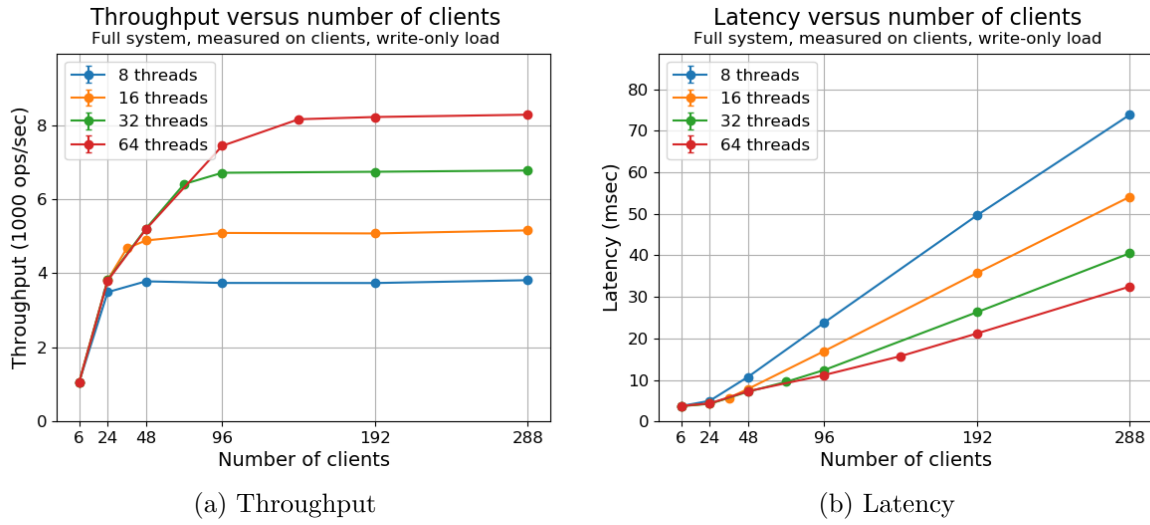 Throughput versus number of clients
Full system, measured on clients, write-only load
8 threads
16 threads
32 threads
64 threads
8
6
4
2
0
Throughput (1000 ops/sec)
6 24 48 96 192 288
Number of clients
(a) Throughput
Latency versus number of clients
Full system, measured on clients, write-only load
8 threads
16 threads
32 threads
64 threads
80
70
60
50
40
30
20
10
0
Latency (msec)
6 24 48 96 192 288
Number of clients
(b) Latency